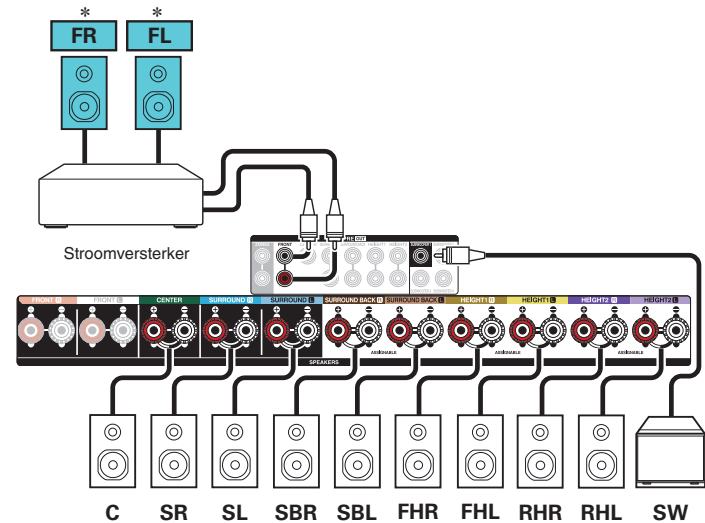 * *
FR FL
Stroomversterker
FRONT PRE OUT SUBWOOFER
FRONT R FRONT L CENTER SURROUND R SURROUND L SURROUND BACK R SURROUND BACK L HEIGHT1 R HEIGHT1 L HEIGHT2 R HEIGHT2 L
ASSIGNABLE ASSIGNABLE ASSIGNABLE
SPEAKERS
C SR SL SBR SBL FHR FHL RHR RHL SW